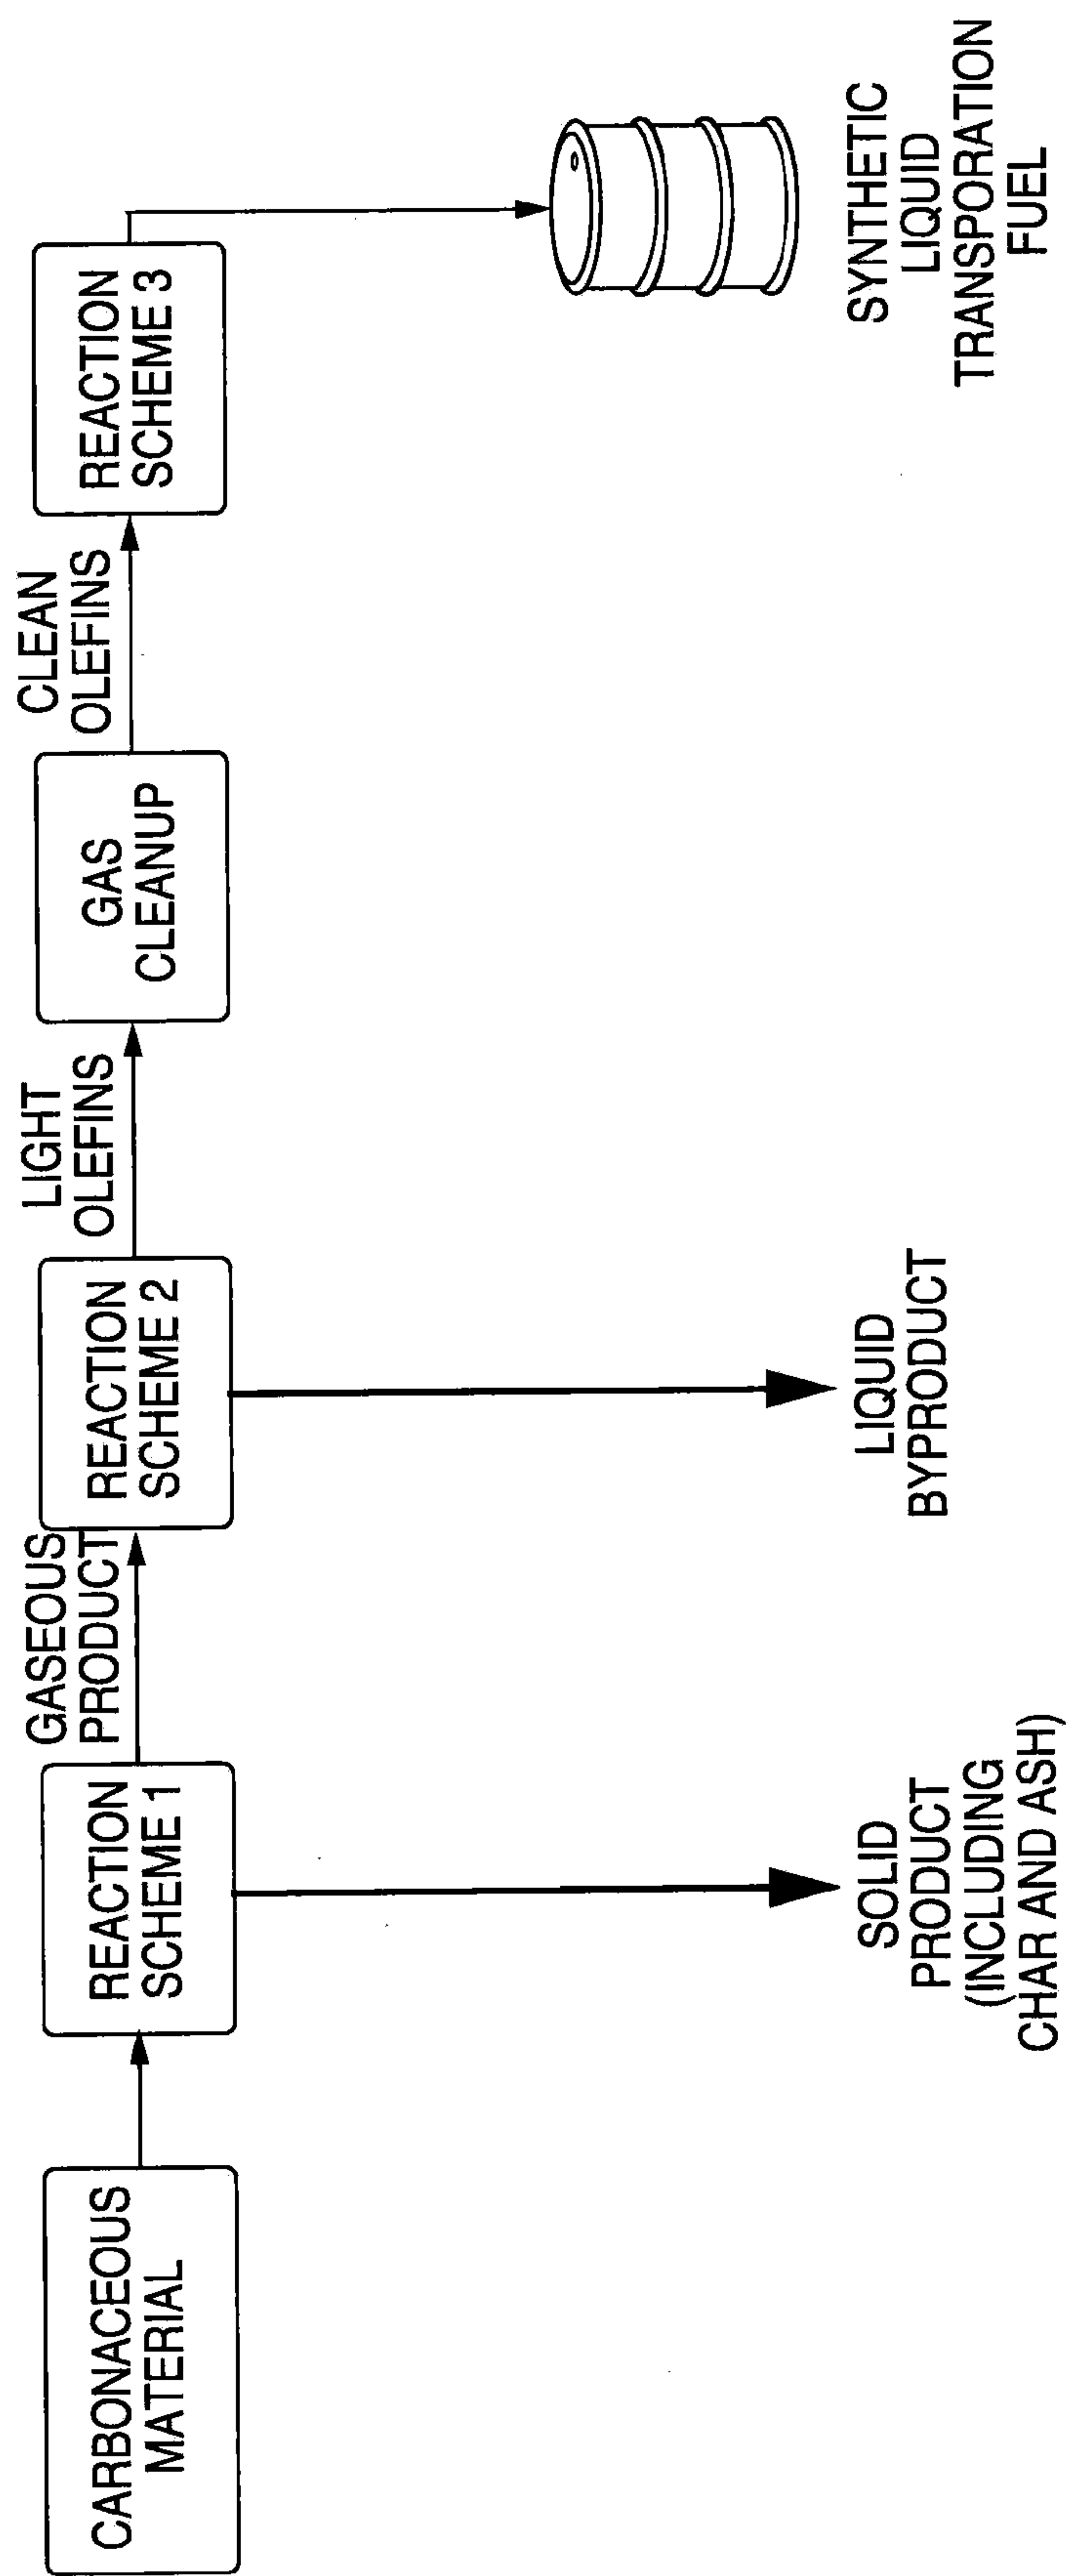 CARBONACEOUS
MATERIAL
REACTION
SCHEME 1
GASEOUS
PRODUCT
REACTION
SCHEME 2
LIGHT
OLEFINS
GAS
CLEANUP
CLEAN
OLEFINS
REACTION
SCHEME 3
SOLID
PRODUCT
(INCLUDING
CHAR AND ASH)
LIQUID
BYPRODUCT
SYNTHETIC
LIQUID
TRANSPORATION
FUEL